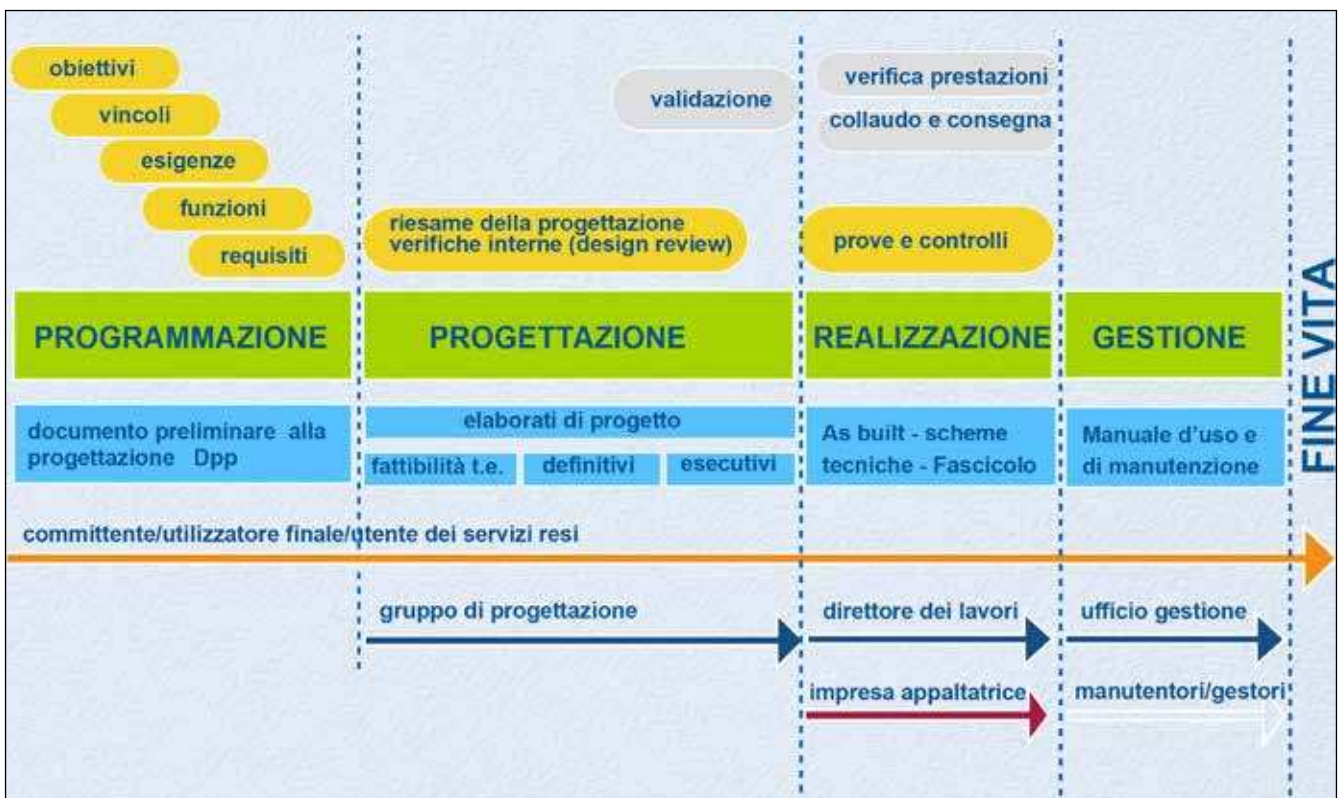 obiettivi
vincoli
esigenze
funzioni
requisiti
riesame della progettazione
verifiche interne (design review)
validazione
verifica prestazioni
collaudo e consegna
prove e controlli
PROGRAMMAZIONE
PROGETTAZIONE
REALIZZAZIONE
GESTIONE
FINE VITA
documento preliminare alla
progettazione Dpp
elaborati di progetto
fattibilità t.e.
definitivi
esecutivi
As built - scheme
tecniche - Fascicolo
Manuale d'uso e
di manutenzione
committente/utilizzatore finale/utente dei servizi resi
gruppo di progettazione
direttore dei lavori
ufficio gestione
impresa appaltatrice
manutentori/gestori